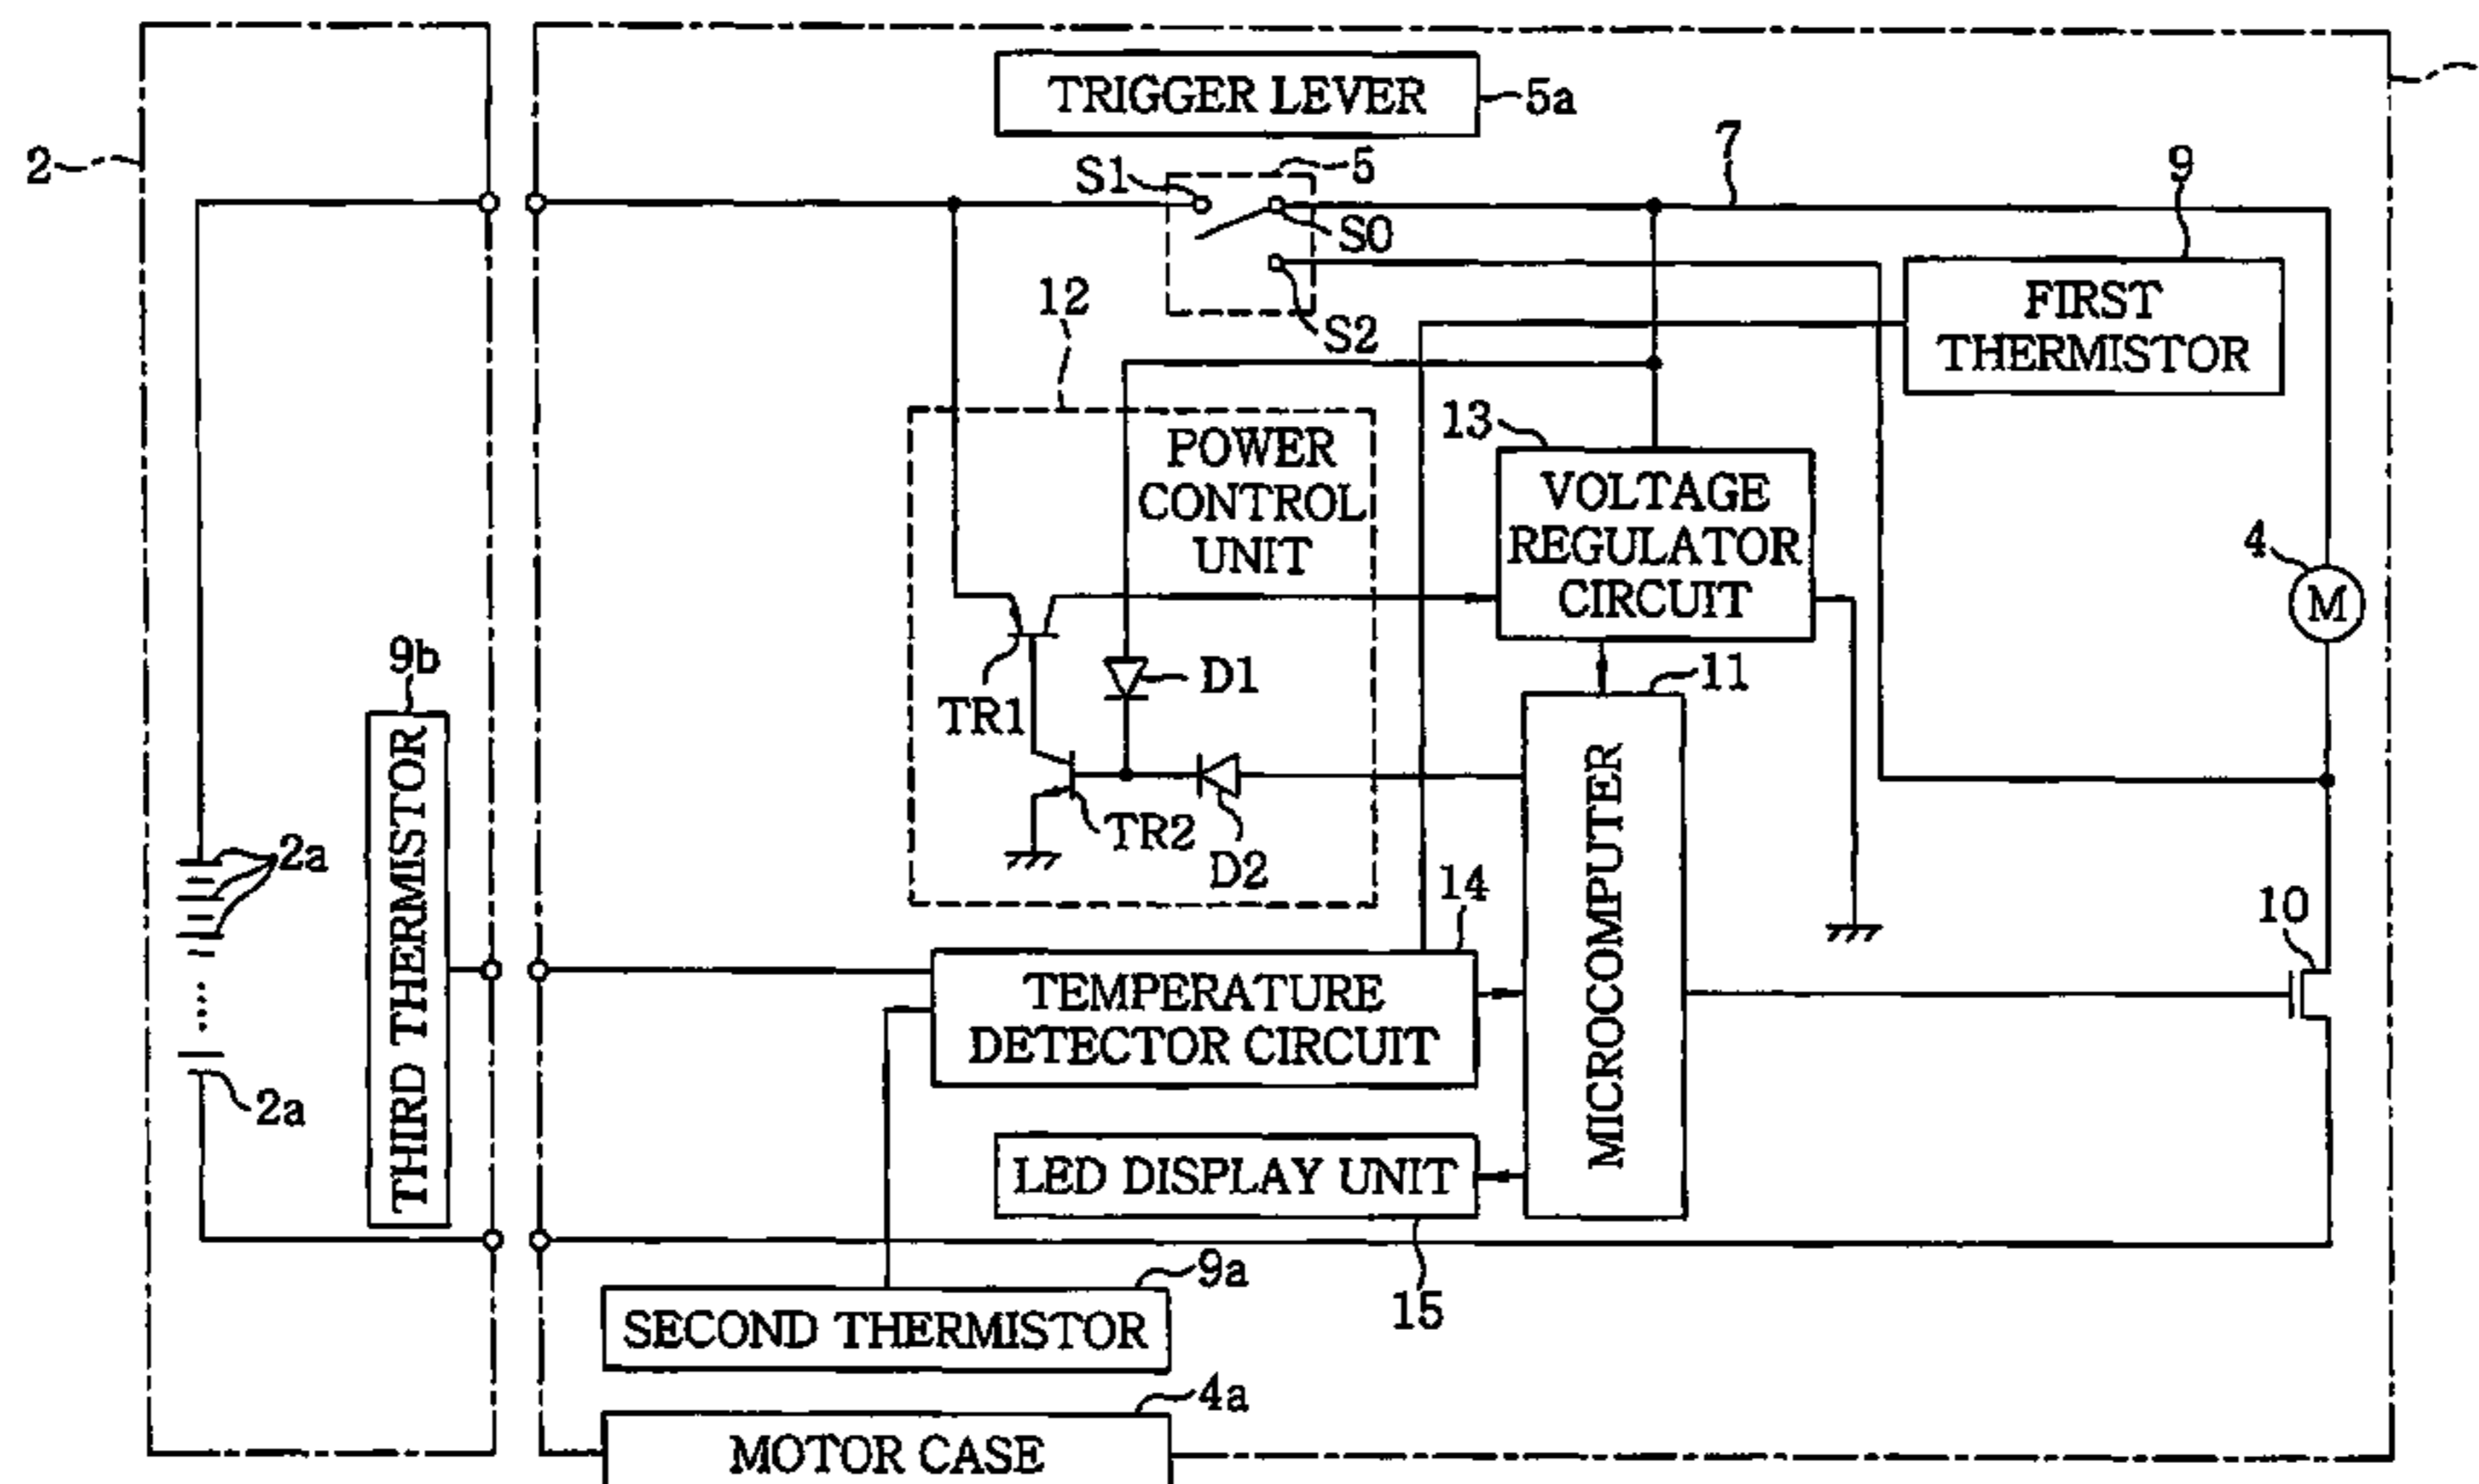 TRIGGER LEVER
5a
2
S1
5
7
9
S0
12
S2
FIRST
THERMISTOR
13
POWER
CONTROL
UNIT
VOLTAGE
REGULATOR
CIRCUIT
4
M
9b
D1
11
TR1
THIRD THERMISTOR
MICROCOMPUTER
TR2
D2
2a
14
10
TEMPERATURE
DETECTOR CIRCUIT
2a
LED DISPLAY UNIT
9a
15
SECOND THERMISTOR
4a
MOTOR CASE